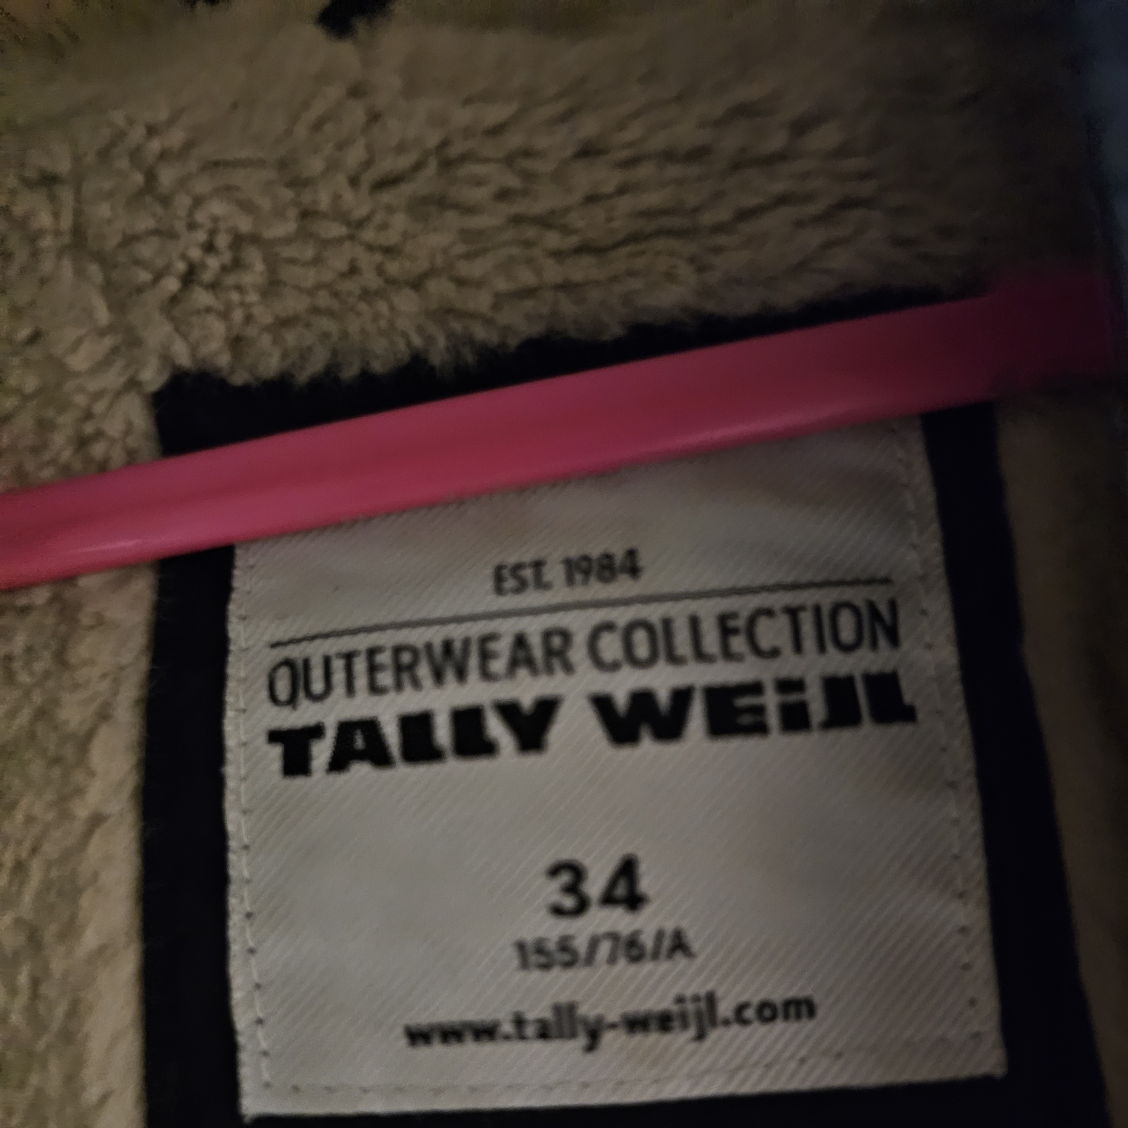 EST. 1984
OUTERWEAR COLLECTION
TALLY WEiJL
34
155/76/A
www.tally-weijl.com